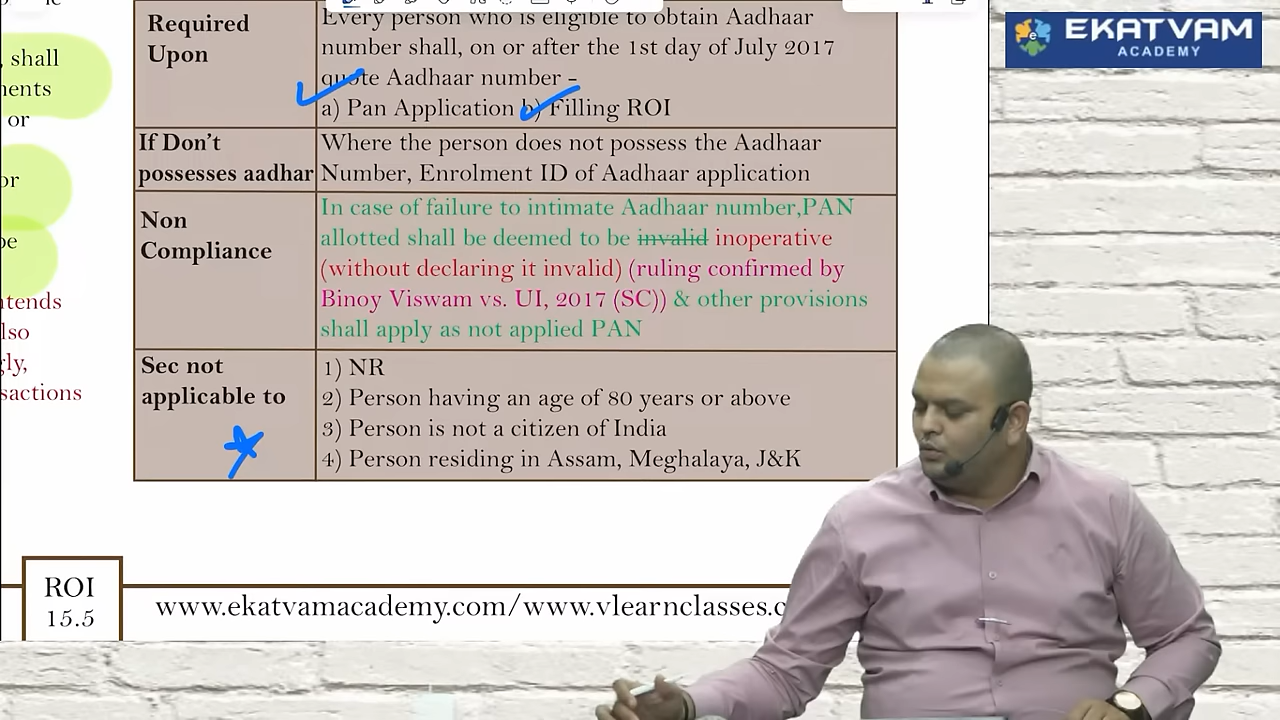 , shall
nents
or
or
be
ntends
lso
gly,
sactions
Required
Upon
Every person who is eligible to obtain Aadhaar
number shall, on or after the 1st day of July 2017
quote Aadhaar number -
a) Pan Application b) Filling ROI
If Don't
possesses aadhar
Where the person does not possess the Aadhaar
Number, Enrolment ID of Aadhaar application
Non
Compliance
In case of failure to intimate Aadhaar number,PAN
allotted shall be deemed to be invalid inoperative
(without declaring it invalid) (ruling confirmed by
Binoy Viswam vs. UI, 2017 (SC)) & other provisions
shall apply as not applied PAN
Sec not
applicable to
1) NR
2) Person having an age of 80 years or above
3) Person is not a citizen of India
4) Person residing in Assam, Meghalaya, J&K
ROI
15.5
www.ekatvamacademy.com/www.vlearnclasses.c
EKATVAM
ACADEMY